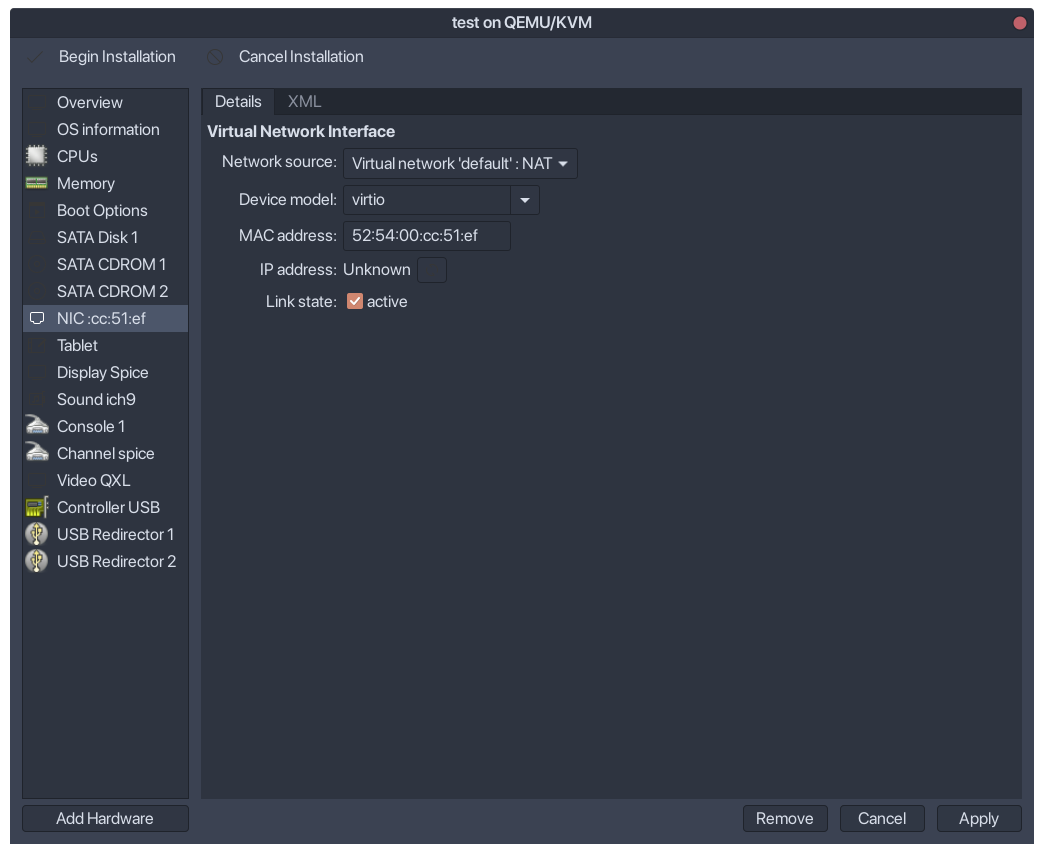 test on QEMU/KVM
Begin Installation
Cancel Installation
Overview
OS information
CPUs
Memory
Boot Options
SATA Disk 1
SATA CDROM 1
SATA CDROM 2
NIC :cc:51:ef
Tablet
Display Spice
Sound ich9
Console 1
Channel spice
Video QXL
Controller USB
USB Redirector 1
USB Redirector 2
Add Hardware
Details
XML
Virtual Network Interface
Network source: Virtual network 'default' : NAT
Device model: virtio
MAC address: 52:54:00:cc:51:ef
IP address: Unknown
Link state: active
Remove
Cancel
Apply